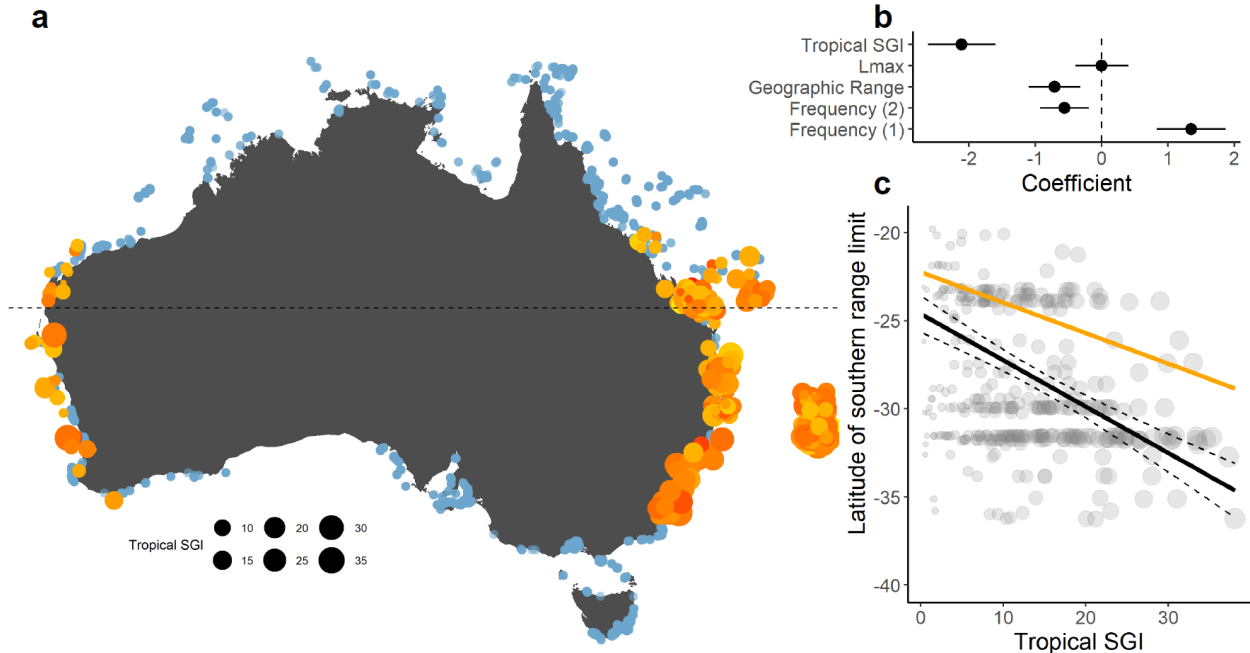 a
Tropical SGI
10
20
30
15
25
35
b
Tropical SGI
Lmax
Geographic Range
Frequency (2)
Frequency (1)
-2
-1
0
1
2
Coefficient
c
Latitude of southern range limit
-20
-25
-30
-35
-40
0
10
20
30
Tropical SGI